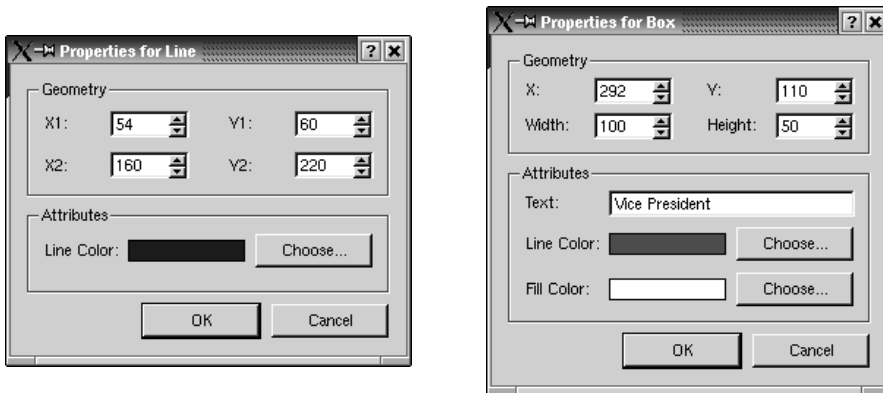 Properties for Line ?
Geometry
X1: 54 Y1: 60
X2: 160 Y2: 220
Attributes
Line Color: Choose...
OK Cancel
Properties for Box ?
Geometry
X: 292 Y: 110
Width: 100 Height: 50
Attributes
Text: Vice President
Line Color: Choose...
Fill Color: Choose...
OK Cancel